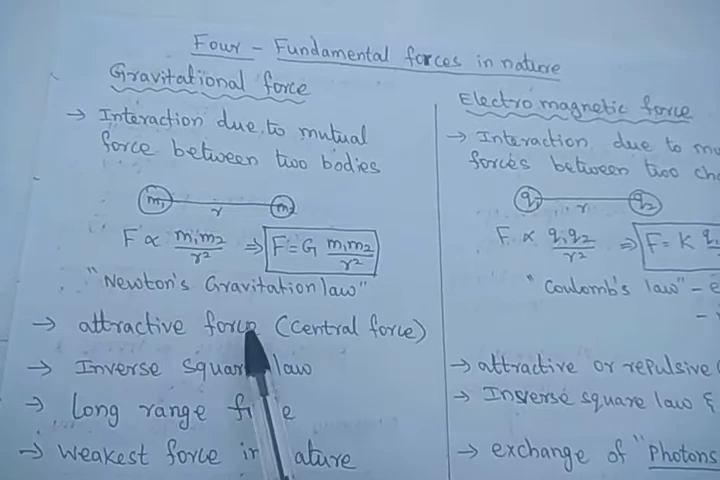 Four - Fundamental forces in nature
Gravitational force
→ Interaction due to mutual
force between two bodies
m₁ r m₂
F ∝ m₁m₂/r² ⇒ F = G m₁m₂/r²
"Newton's Gravitation law"
→ attractive force (Central force)
→ Inverse square law
→ Long range
→ Weakest force in nature
Electromagnetic force
→ Interaction due to
forces between two
q₁ r q₂
F ∝ q₁q₂/r² ⇒ F = K
"Coulomb's law" -
→ attractive or repulsive
→ Inverse square law &
→ exchange of "Photons